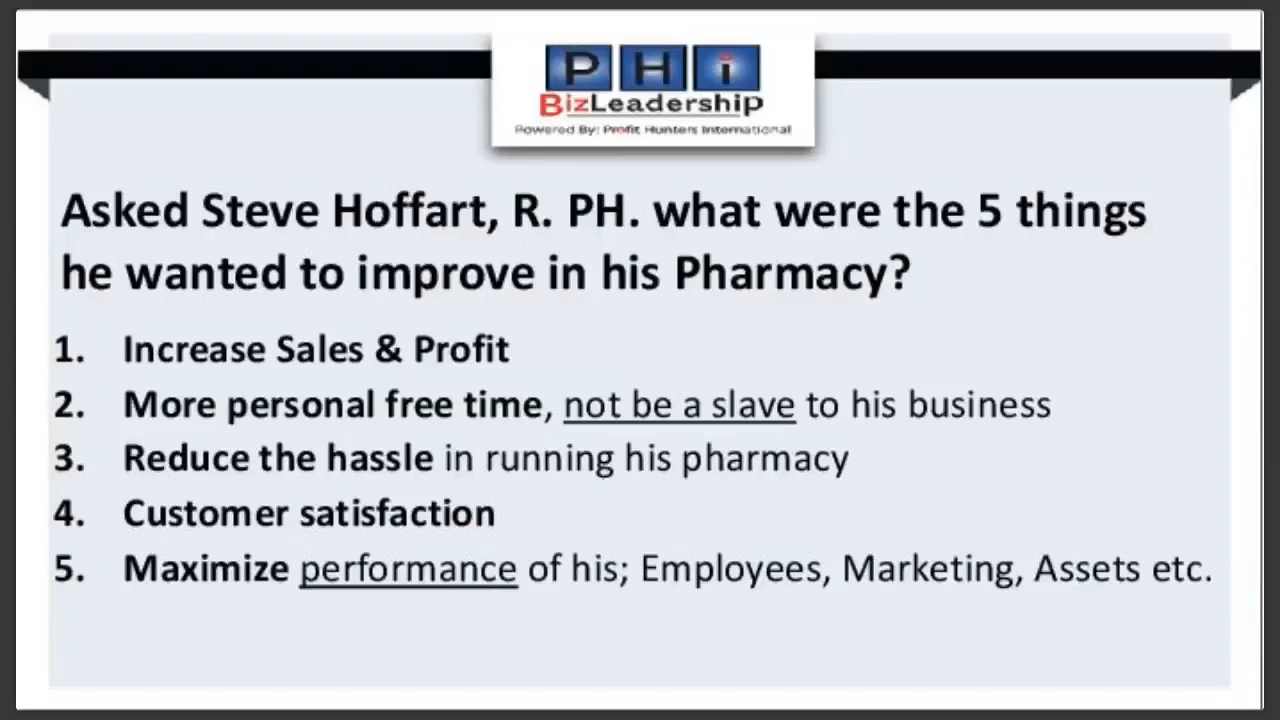 PHi
BizLeadership
Powered By: Profit Hunters International
Asked Steve Hoffart, R. PH. what were the 5 things
he wanted to improve in his Pharmacy?
1. Increase Sales & Profit
2. More personal free time, not be a slave to his business
3. Reduce the hassle in running his pharmacy
4. Customer satisfaction
5. Maximize performance of his; Employees, Marketing, Assets etc.